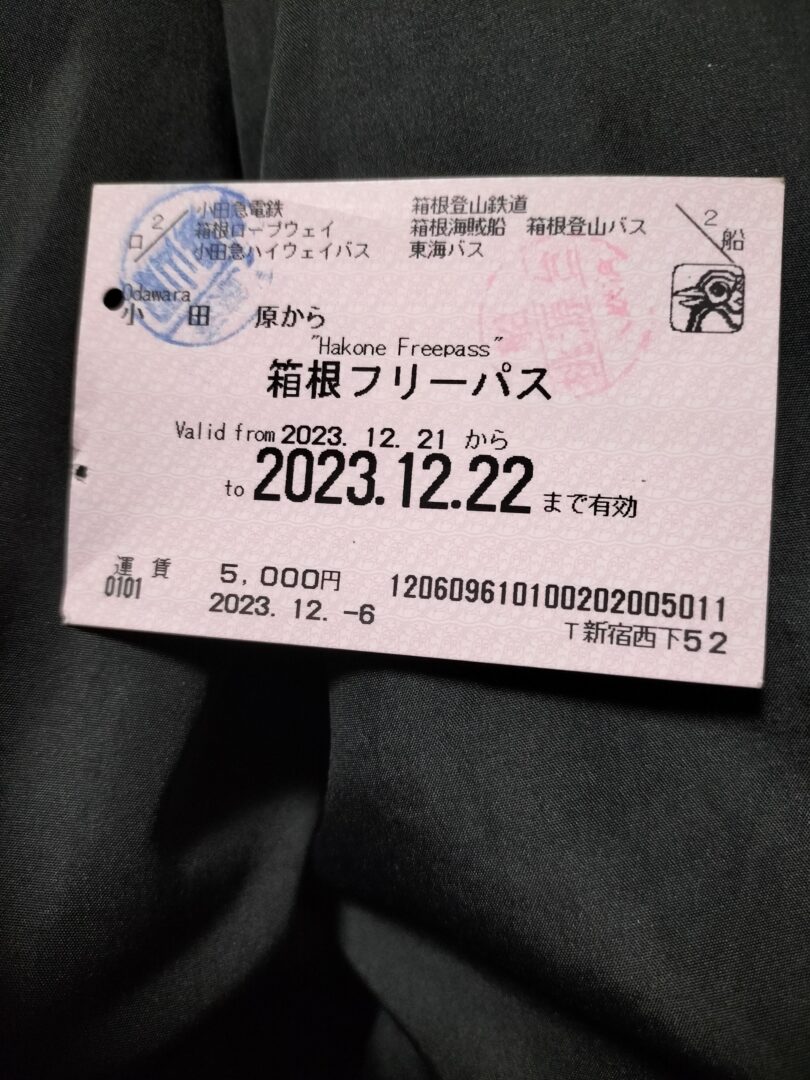 ロ 2 小田急電鉄 箱根登山鉄道 2 船
箱根ロープウェイ 箱根海賊船 箱根登山バス
小田急ハイウェイバス 東海バス
Odawara
小田原から
"Hakone Freepass"
箱根フリーパス
Valid from 2023. 12. 21 から
to 2023.12.22 まで有効
運賃 5,000円
0101 120609610100202005011
2023. 12. -6
T新宿西下52